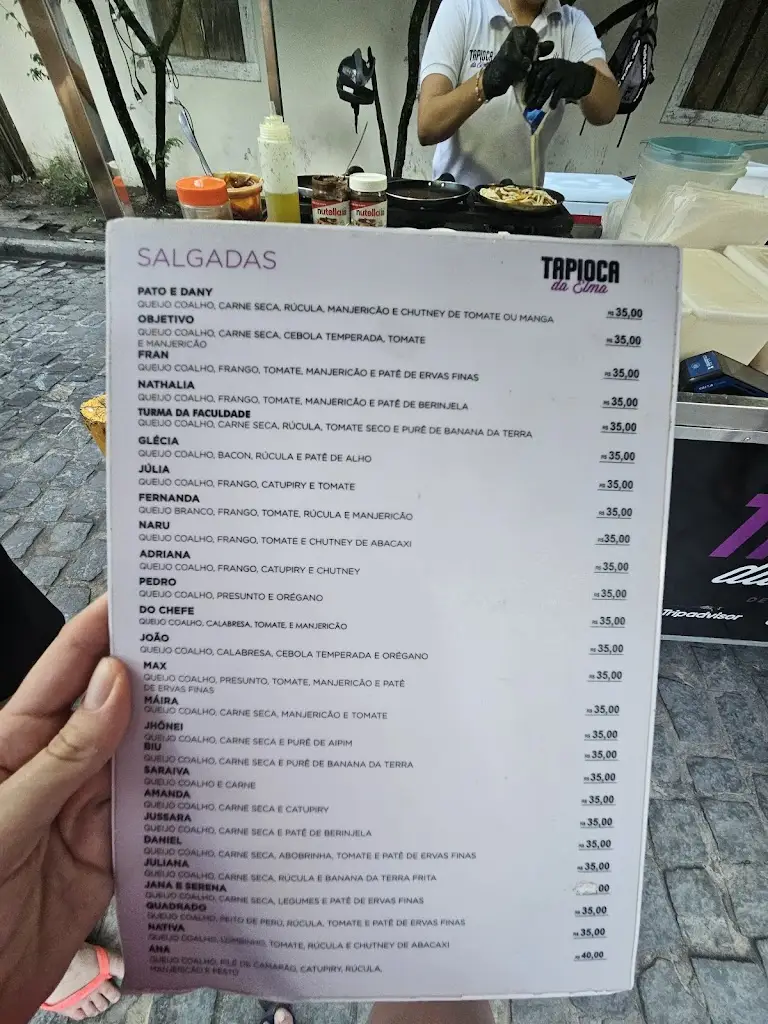 TAPIOCA
da Elma
nutella
nutella
SALGADAS
TAPIOCA
da Elma
PATO E DANY
QUEIJO COALHO, CARNE SECA, RÚCULA, MANJERICÃO E CHUTNEY DE TOMATE OU MANGA R$ 35,00
OBJETIVO
QUEIJO COALHO, CARNE SECA, CEBOLA TEMPERADA, TOMATE R$ 35,00
E MANJERICÃO
FRAN
QUEIJO COALHO, FRANGO, TOMATE, MANJERICÃO E PATÊ DE ERVAS FINAS R$ 35,00
NATHALIA
QUEIJO COALHO, FRANGO, TOMATE, MANJERICÃO E PATÊ DE BERINJELA R$ 35,00
TURMA DA FACULDADE
QUEIJO COALHO, CARNE SECA, RÚCULA, TOMATE SECO E PURÊ DE BANANA DA TERRA R$ 35,00
GLÉCIA
QUEIJO COALHO, BACON, RÚCULA E PATÊ DE ALHO R$ 35,00
JÚLIA
QUEIJO COALHO, FRANGO, CATUPIRY E TOMATE R$ 35,00
FERNANDA
QUEIJO BRANCO, FRANGO, TOMATE, RÚCULA E MANJERICÃO R$ 35,00
NARU
QUEIJO COALHO, FRANGO, TOMATE E CHUTNEY DE ABACAXI R$ 35,00
ADRIANA
QUEIJO COALHO, FRANGO, CATUPIRY E CHUTNEY R$ 35,00
PEDRO
QUEIJO COALHO, PRESUNTO E ORÉGANO R$ 35,00
DO CHEFE
QUEIJO COALHO, CALABRESA, TOMATE, E MANJERICÃO R$ 35,00
JOÃO
QUEIJO COALHO, CALABRESA, CEBOLA TEMPERADA E ORÉGANO R$ 35,00
MAX
QUEIJO COALHO, PRESUNTO, TOMATE, MANJERICÃO E PATÊ R$ 35,00
DE ERVAS FINAS
MÁIRA
QUEIJO COALHO, CARNE SECA, MANJERICÃO E TOMATE R$ 35,00
JHÔNEI
QUEIJO COALHO, CARNE SECA E PURÊ DE AIPIM R$ 35,00
BIU
QUEIJO COALHO, CARNE SECA E PURÊ DE BANANA DA TERRA R$ 35,00
SARAIVA
QUEIJO COALHO E CARNE R$ 35,00
AMANDA
QUEIJO COALHO, CARNE SECA E CATUPIRY R$ 35,00
JUSSARA
QUEIJO COALHO, CARNE SECA E PATÊ DE BERINJELA R$ 35,00
DANIEL
QUEIJO COALHO, CARNE SECA, ABOBRINHA, TOMATE E PATÊ DE ERVAS FINAS R$ 35,00
JULIANA
QUEIJO COALHO, CARNE SECA, RÚCULA E BANANA DA TERRA FRITA R$ 35,00
JANA E SERENA
QUEIJO COALHO, CARNE SECA, LEGUMES E PATÊ DE ERVAS FINAS 00
QUADRADO
QUEIJO COALHO, PEITO DE PERÚ, RÚCULA, TOMATE E PATÊ DE ERVAS FINAS R$ 35,00
NATIVA
QUEIJO COALHO, LOMBINHO, TOMATE, RÚCULA E CHUTNEY DE ABACAXI R$ 35,00
ANA
QUEIJO COALHO, FILÉ DE CAMARÃO, CATUPIRY, RÚCULA, R$ 40,00
MANJERICÃO E PESTO
Tripadvisor